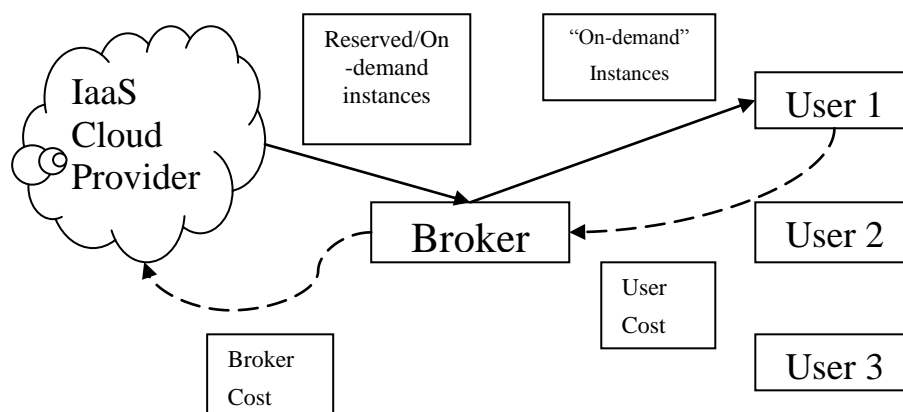 Reserved/On
-demand
instances
“On-demand”
Instances
IaaS
Cloud
Provider
User 1
Broker
User 2
User
Cost
Broker
Cost
User 3